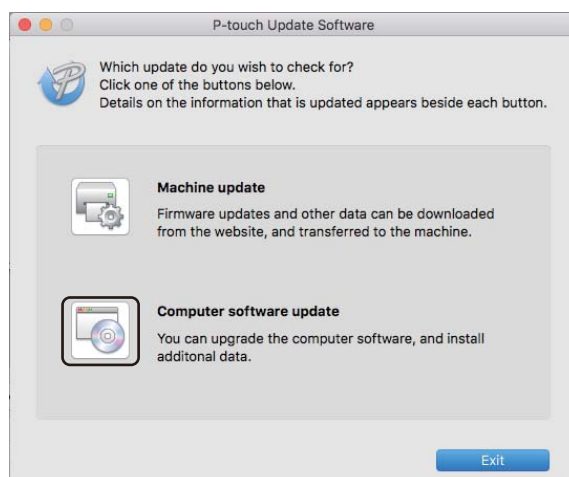 P-touch Update Software
Which update do you wish to check for?
Click one of the buttons below.
Details on the information that is updated appears beside each button.
Machine update
Firmware updates and other data can be downloaded
from the website, and transferred to the machine.
Computer software update
You can upgrade the computer software, and install
additonal data.
Exit